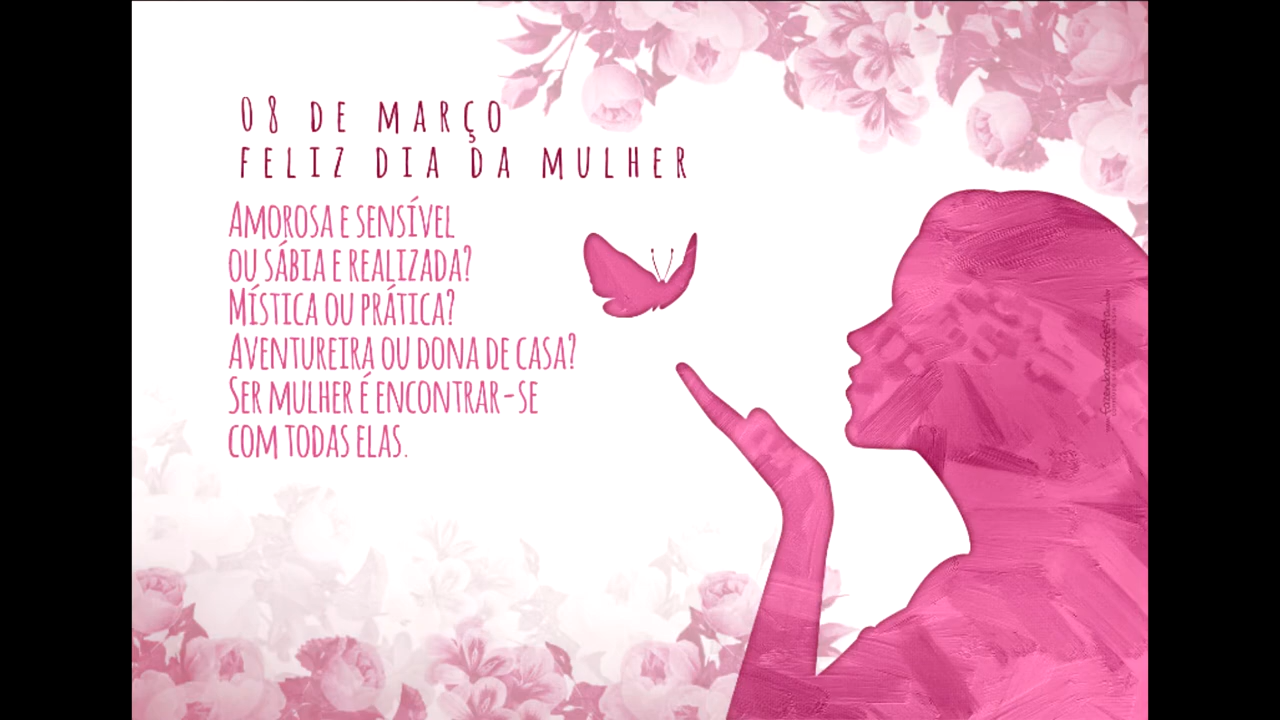 08 DE MARÇO
FELIZ DIA DA MULHER
AMOROSA E SENSÍVEL
OU SÁBIA E REALIZADA?
MÍSTICA OU PRÁTICA?
AVENTUREIRA OU DONA DE CASA?
SER MULHER É ENCONTRAR-SE
COM TODAS ELAS.
fazendoanossafesta